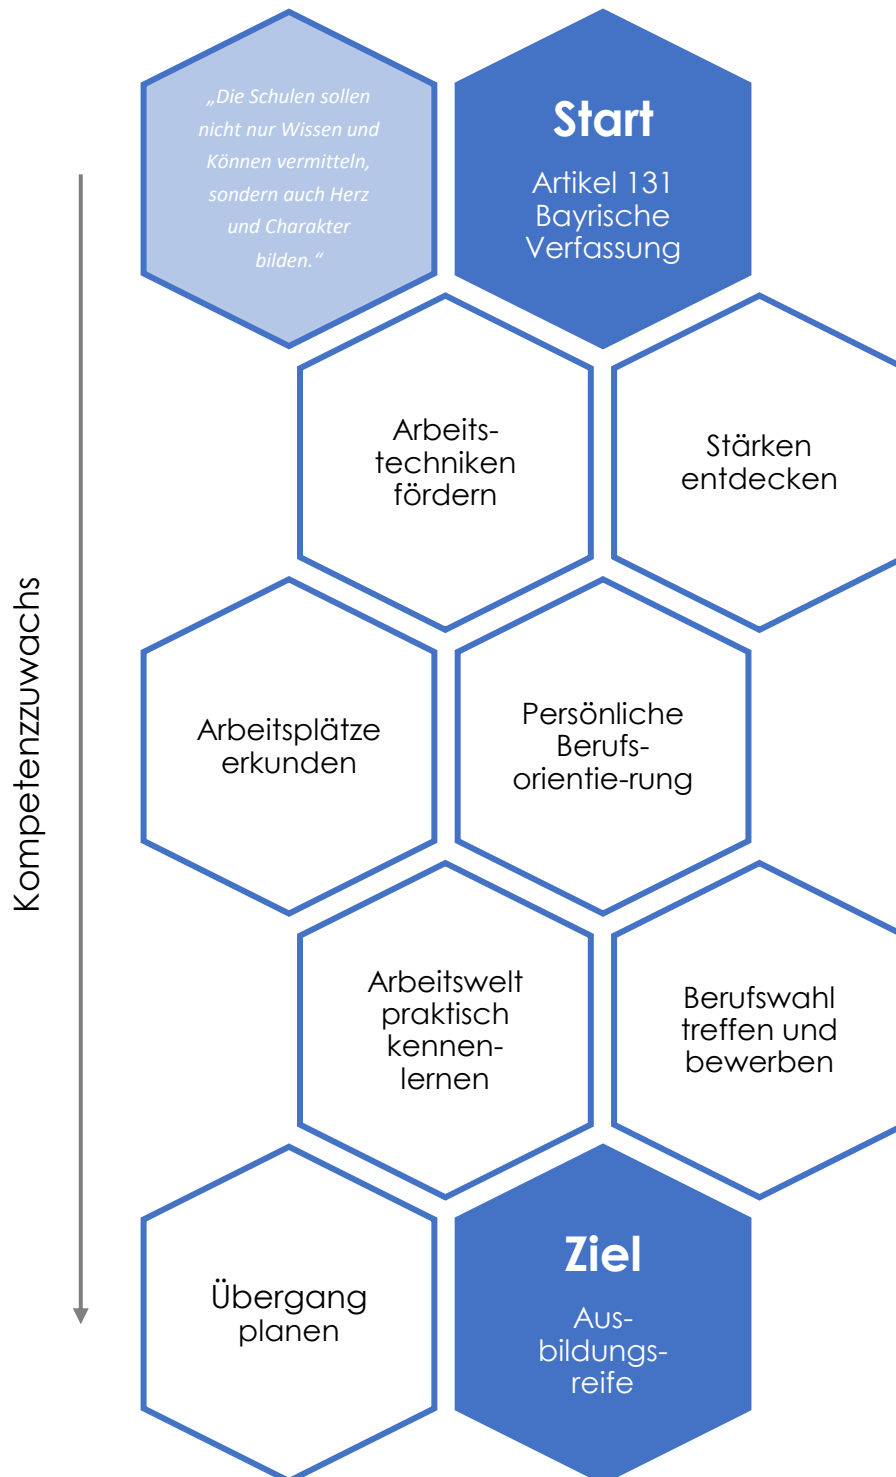 „Die Schulen sollen
nicht nur Wissen und
Können vermitteln,
sondern auch Herz
und Charakter
bilden.“
Start
Artikel 131
Bayrische
Verfassung
Arbeits-
techniken
fördern
Stärken
entdecken
Kompetenzzuwachs
Arbeitsplätze
erkunden
Persönliche
Berufs-
orientie-rung
Arbeitswelt
praktisch
kennen-
lernen
Berufswahl
treffen und
bewerben
Übergang
planen
Ziel
Aus-
bildungs-
reife